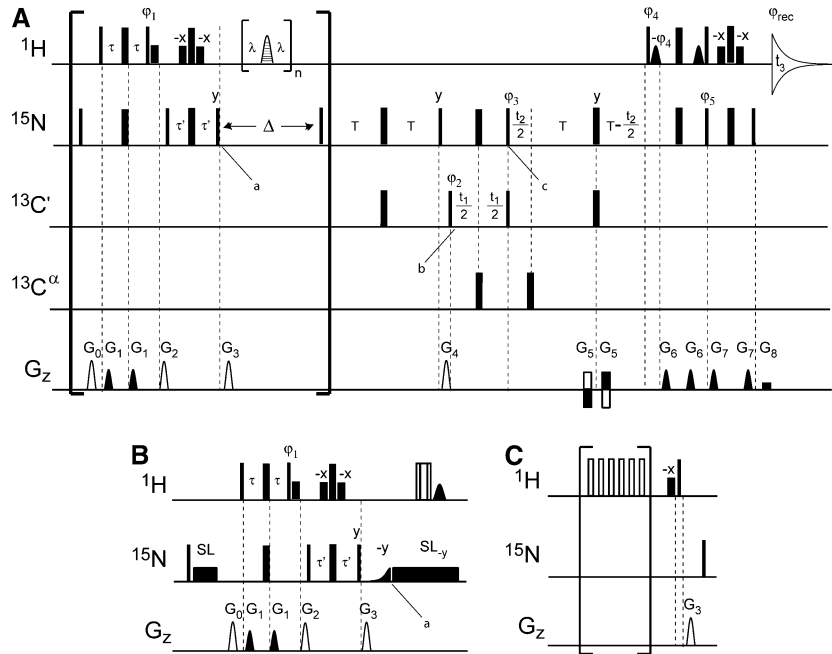 A
φ1 φ4 φrec
1H τ τ -x -x [ λ λ ]n -φ4 -x -x t3
15N τ' τ' y Δ T T y φ3 t2/2 T y T- t2/2 φ5
a c
13C' φ2 t1/2 t1/2
b
13Cα
Gz G0 G1 G1 G2 G3 G4 G5 G5 G6 G6 G7 G7 G8
B
φ1
1H τ τ -x -x
15N SL τ' τ' y -y SL-y
a
Gz G0 G1 G1 G2 G3
C
1H -x
15N
Gz G3